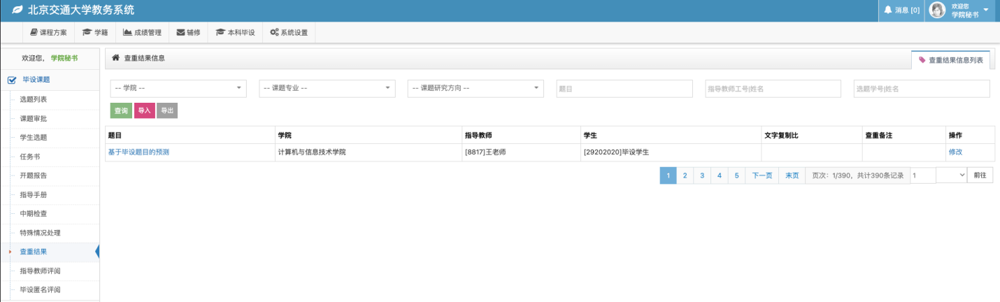 北京交通大学教务系统
消息 [0]
欢迎您
学院秘书
课程方案
学籍
成绩管理
辅修
本科毕设
系统设置
欢迎您， 学院秘书
毕设课题
选题列表
课题审批
学生选题
任务书
开题报告
指导手册
中期检查
特殊情况处理
查重结果
指导教师评阅
毕设匿名评阅
查重结果信息
查重结果信息列表
-- 学院 --
-- 课题专业 --
-- 课题研究方向 --
题目
指导教师工号|姓名
选题学号|姓名
查询 导入 导出
题目 学院 指导教师 学生 文字复制比 查重备注 操作
基于毕设题目的预测 计算机与信息技术学院 [8817]王老师 [29202020]毕设学生 修改
1 2 3 4 5 下一页 末页 页次：1/390，共计390条记录 1 前往